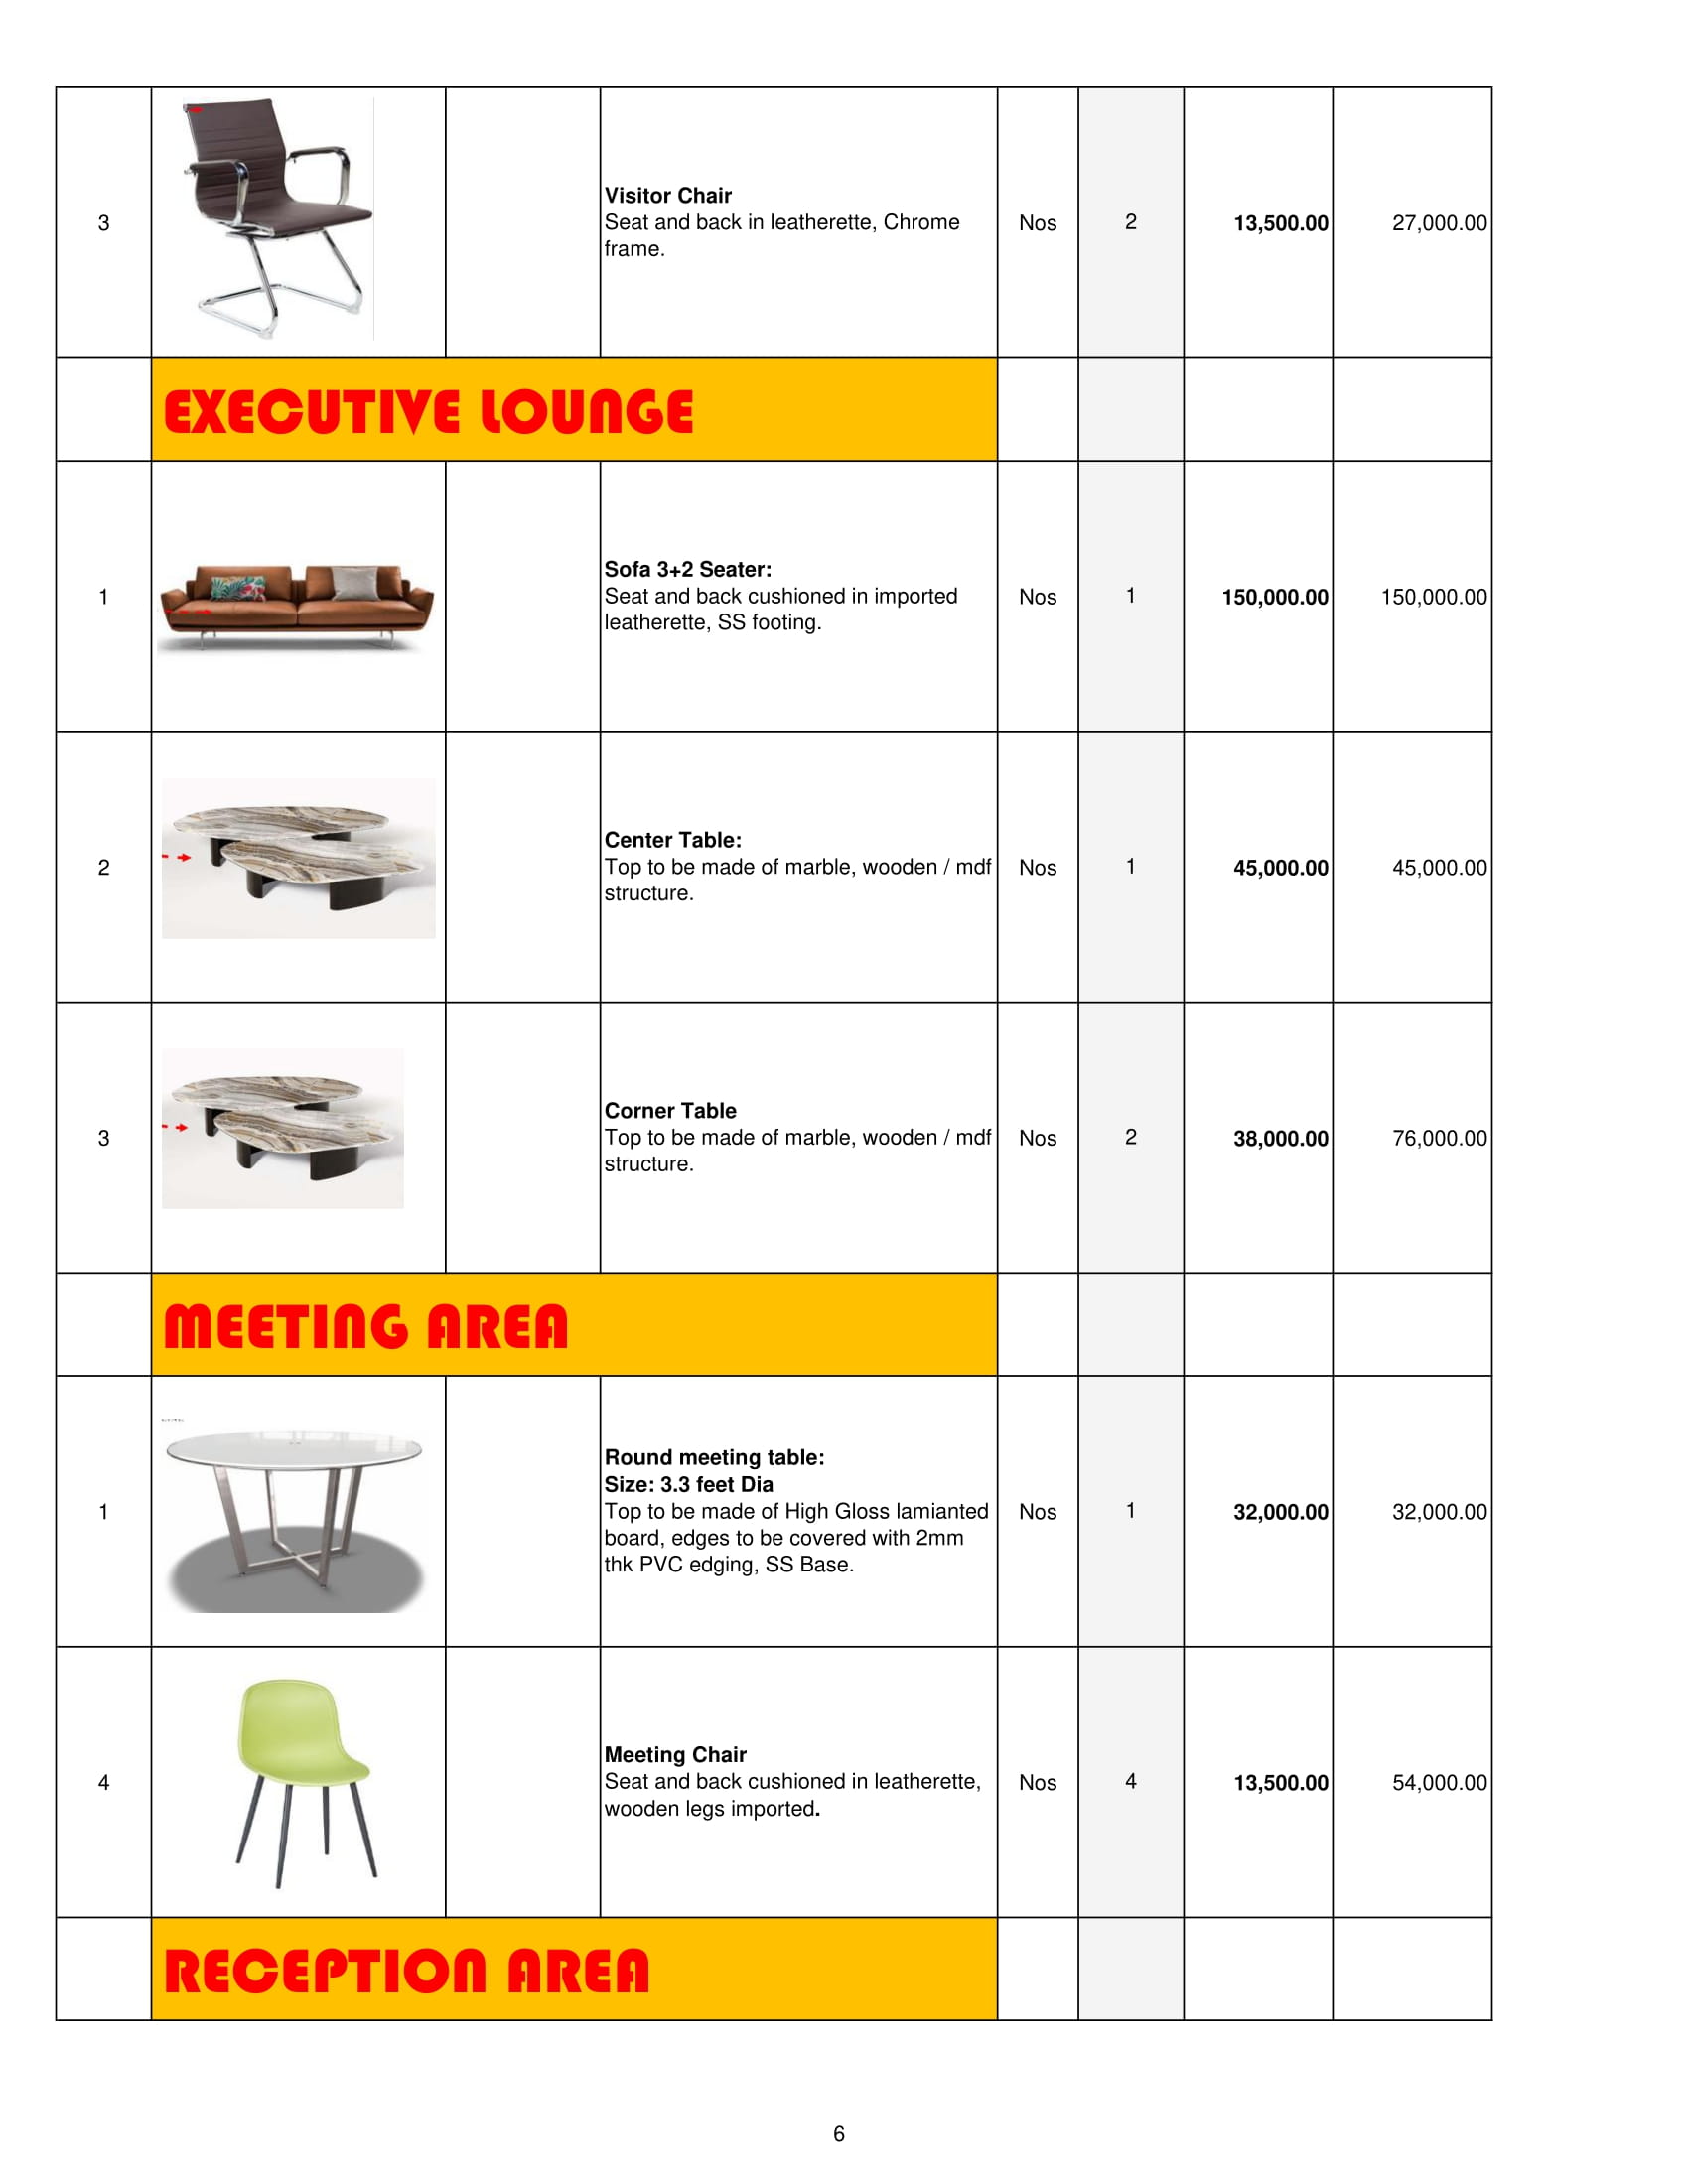 3
Visitor Chair
Seat and back in leatherette, Chrome
frame.
Nos
2
13,500.00
27,000.00
EXECUTIVE LOUNGE
1
Sofa 3+2 Seater:
Seat and back cushioned in imported
leatherette, SS footing.
Nos
1
150,000.00
150,000.00
2
Center Table:
Top to be made of marble, wooden / mdf
structure.
Nos
1
45,000.00
45,000.00
3
Corner Table
Top to be made of marble, wooden / mdf
structure.
Nos
2
38,000.00
76,000.00
MEETING AREA
1
Round meeting table:
Size: 3.3 feet Dia
Top to be made of High Gloss lamianted
board, edges to be covered with 2mm
thk PVC edging, SS Base.
Nos
1
32,000.00
32,000.00
4
Meeting Chair
Seat and back cushioned in leatherette,
wooden legs imported.
Nos
4
13,500.00
54,000.00
RECEPTION AREA
6